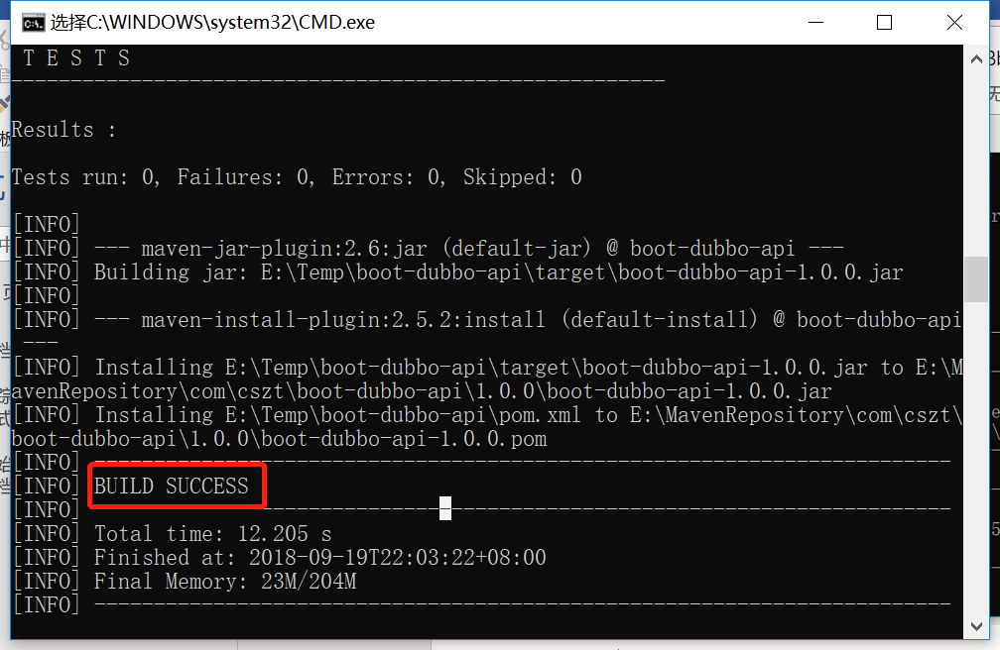 选择C:\WINDOWS\system32\CMD.exe
T E S T S
-------------------------------------------------------
Results :
Tests run: 0, Failures: 0, Errors: 0, Skipped: 0
[INFO]
[INFO] --- maven-jar-plugin:2.6:jar (default-jar) @ boot-dubbo-api ---
[INFO] Building jar: E:\Temp\boot-dubbo-api\target\boot-dubbo-api-1.0.0.jar
[INFO]
[INFO] --- maven-install-plugin:2.5.2:install (default-install) @ boot-dubbo-api
---
[INFO] Installing E:\Temp\boot-dubbo-api\target\boot-dubbo-api-1.0.0.jar to E:\M
avenRepository\com\cszt\boot-dubbo-api\1.0.0\boot-dubbo-api-1.0.0.jar
[INFO] Installing E:\Temp\boot-dubbo-api\pom.xml to E:\MavenRepository\com\cszt\
boot-dubbo-api\1.0.0\boot-dubbo-api-1.0.0.pom
[INFO] ------------------------------------------------------------------------
[INFO] BUILD SUCCESS
[INFO] ------------------------------------------------------------------------
[INFO] Total time: 12.205 s
[INFO] Finished at: 2018-09-19T22:03:22+08:00
[INFO] Final Memory: 23M/204M
[INFO] ------------------------------------------------------------------------